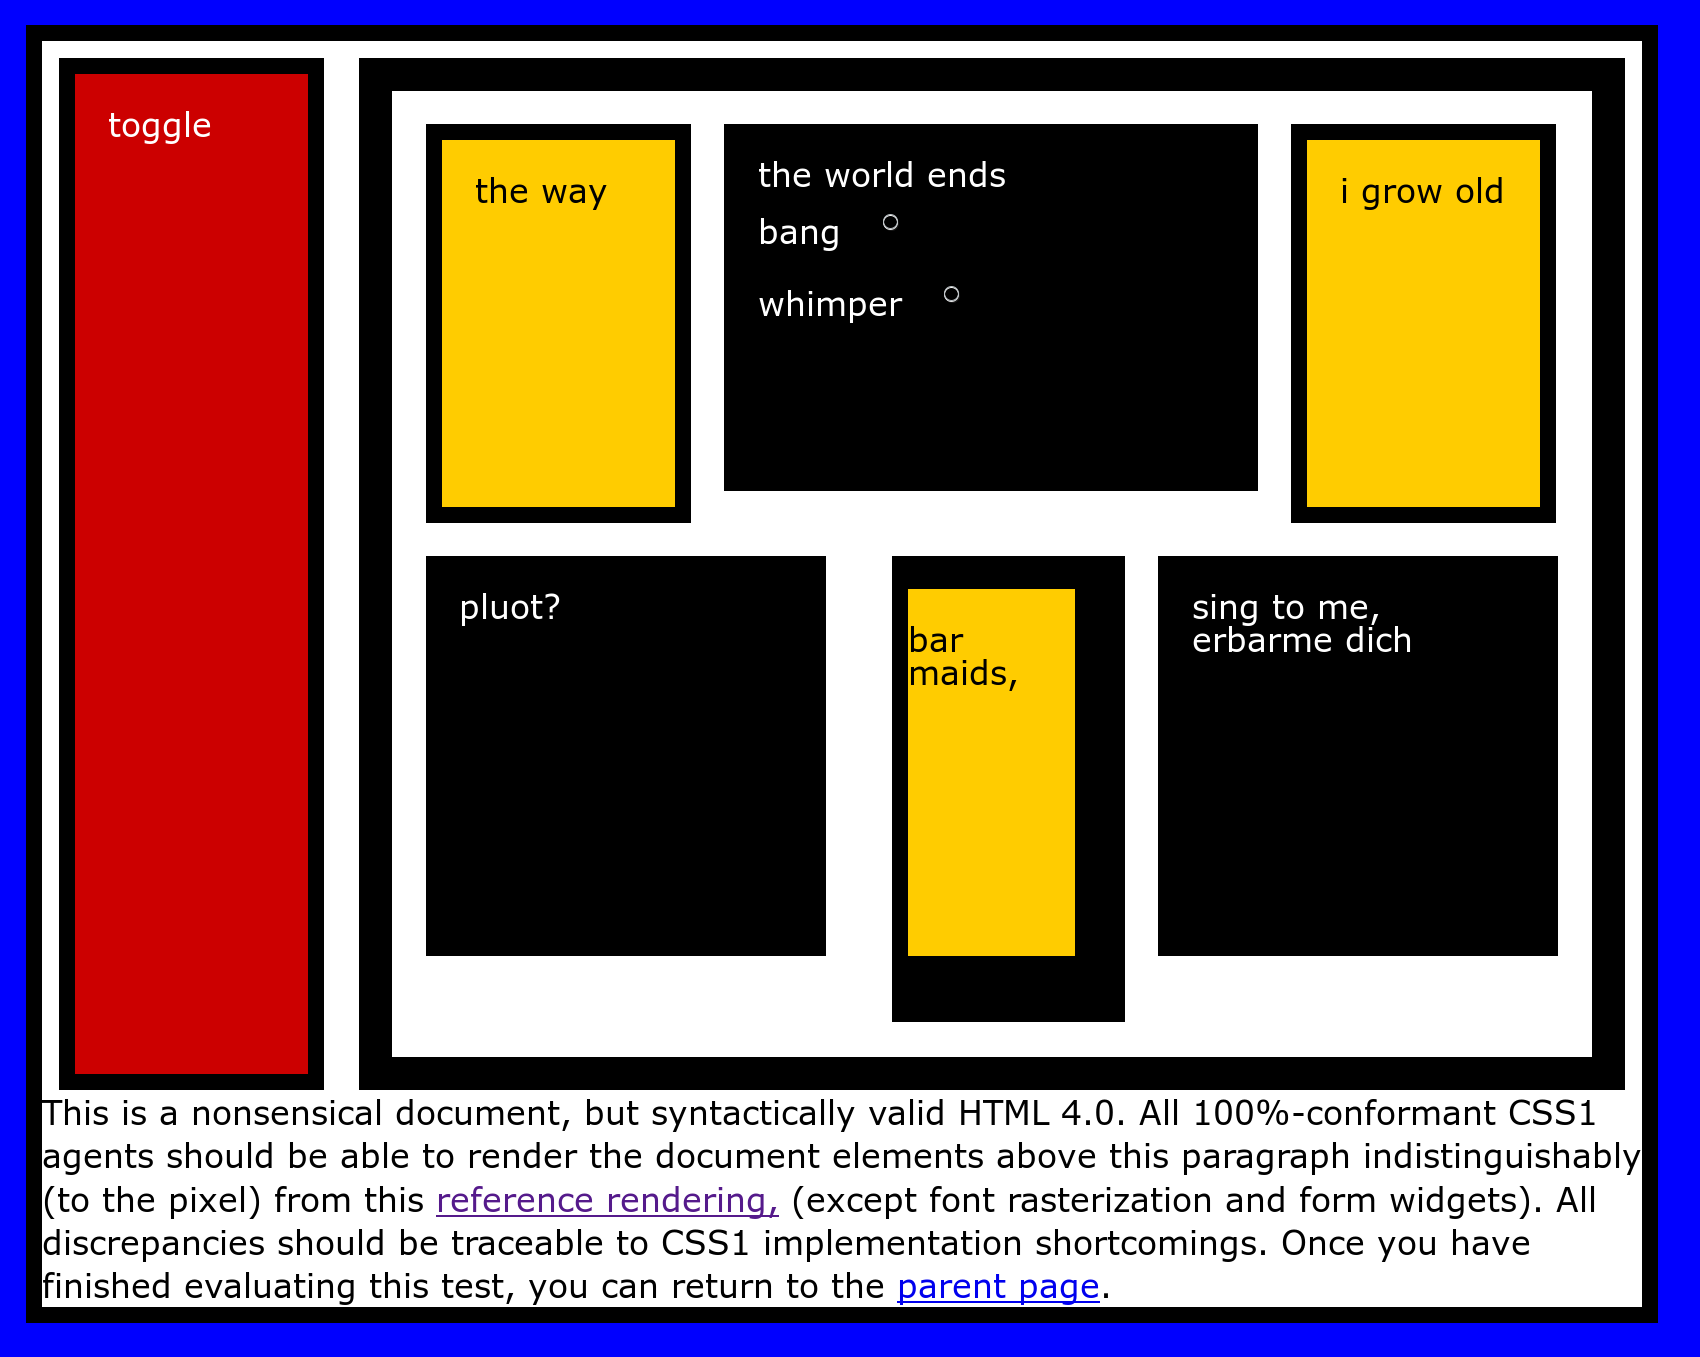 toggle
the way
the world ends
bang
whimper
i grow old
pluot?
bar
maids,
sing to me,
erbarme dich
This is a nonsensical document, but syntactically valid HTML 4.0. All 100%-conformant CSS1
agents should be able to render the document elements above this paragraph indistinguishably
(to the pixel) from this reference rendering, (except font rasterization and form widgets). All
discrepancies should be traceable to CSS1 implementation shortcomings. Once you have
finished evaluating this test, you can return to the parent page.